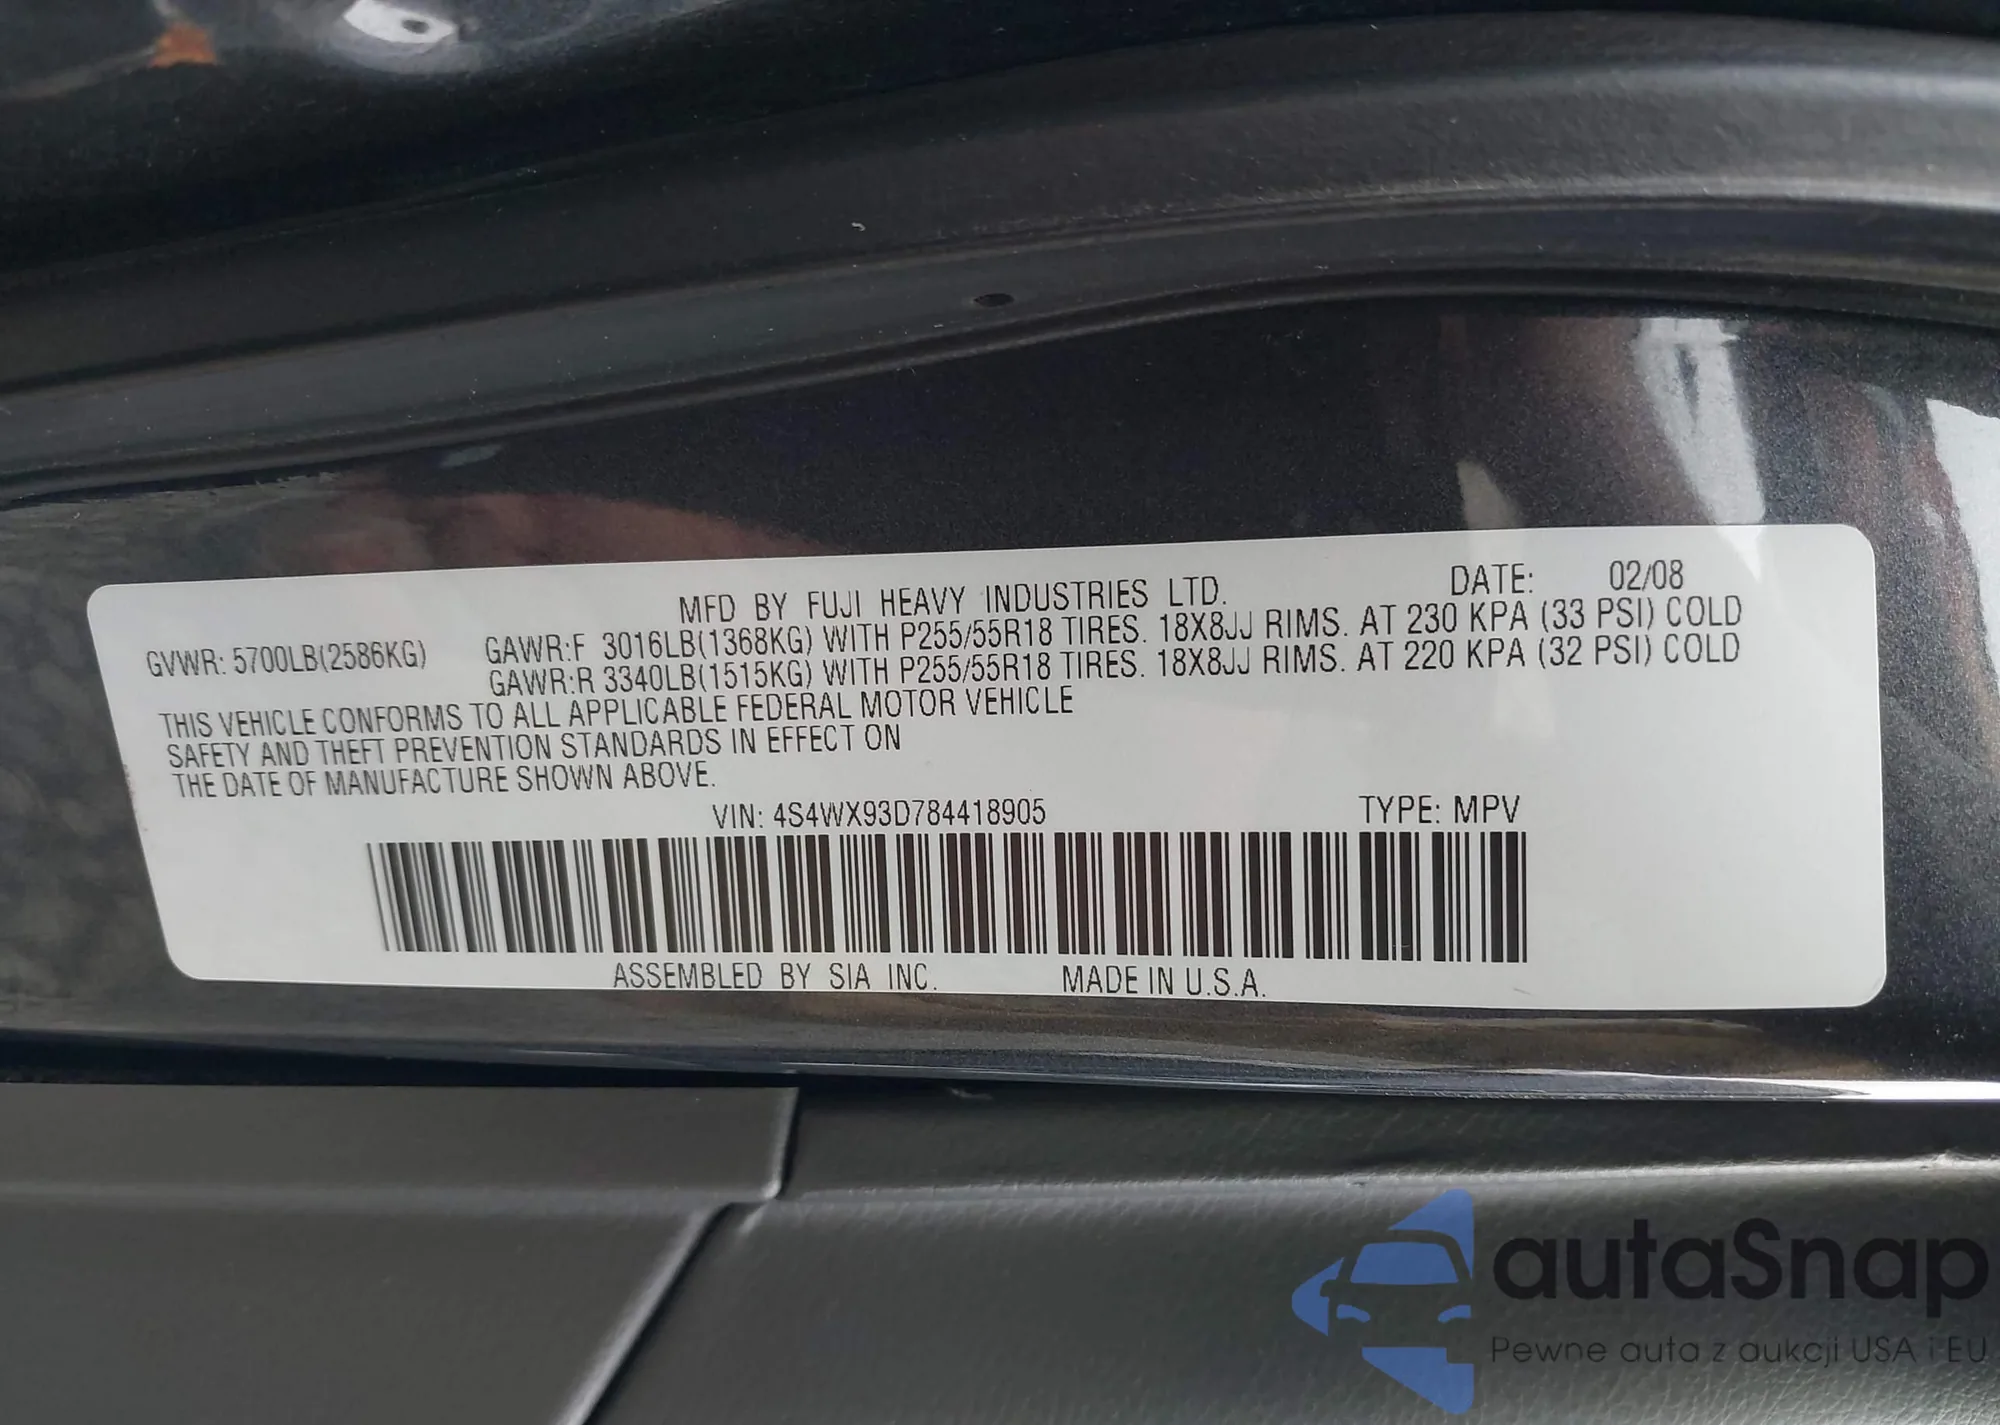 MFD BY FUJI HEAVY INDUSTRIES LTD. DATE: 02/08
GVWR: 5700LB(2586KG) GAWR:F 3016LB(1368KG) WITH P255/55R18 TIRES. 18X8JJ RIMS. AT 230 KPA (33 PSI) COLD
GAWR:R 3340LB(1515KG) WITH P255/55R18 TIRES. 18X8JJ RIMS. AT 220 KPA (32 PSI) COLD
THIS VEHICLE CONFORMS TO ALL APPLICABLE FEDERAL MOTOR VEHICLE
SAFETY AND THEFT PREVENTION STANDARDS IN EFFECT ON
THE DATE OF MANUFACTURE SHOWN ABOVE.
VIN: 4S4WX93D784418905 TYPE: MPV
ASSEMBLED BY SIA INC. MADE IN U.S.A.
autaSnap
Pewne auta z aukcji USA i EU